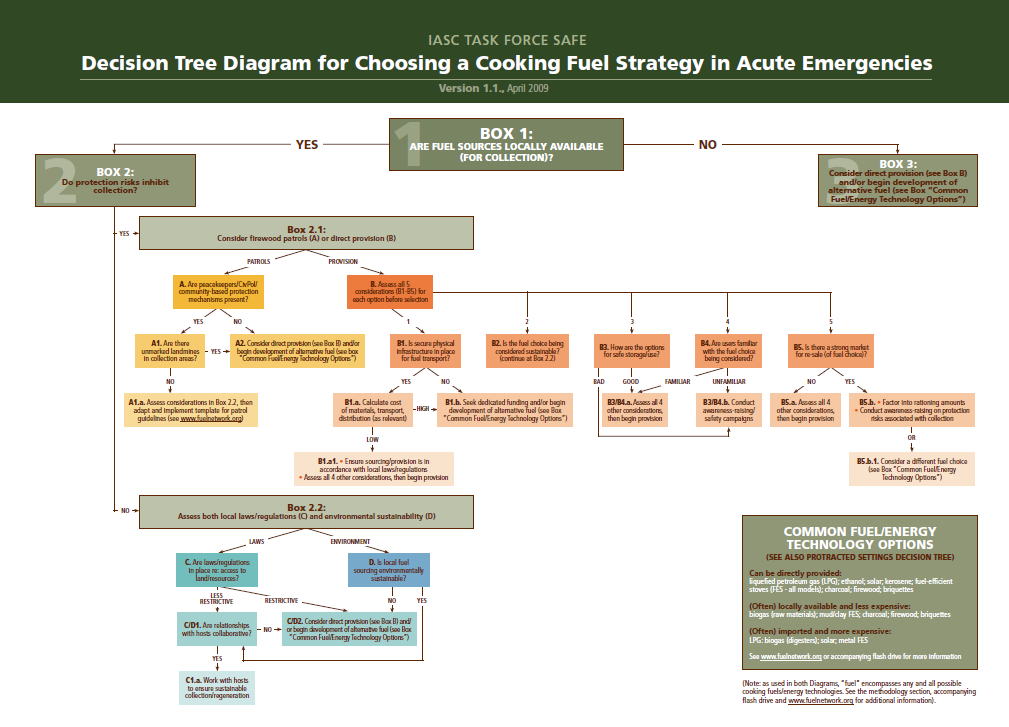 IASC TASK FORCE SAFE
Decision Tree Diagram for Choosing a Cooking Fuel Strategy in Acute Emergencies
Version 1.1., April 2009
1
BOX 1:
ARE FUEL SOURCES LOCALLY AVAILABLE
(FOR COLLECTION)?
YES
NO
2
BOX 2:
Do protection risks inhibit
collection?
3
BOX 3:
Consider direct provision (see Box B)
and/or begin development of
alternative fuel (see Box "Common
Fuel/Energy Technology Options")
YES
Box 2.1:
Consider firewood patrols (A) or direct provision (B)
PATROLS
PROVISION
A. Are peacekeepers/CivPol/
community-based protection
mechanisms present?
B. Assess all 5
considerations (B1-B5) for
each option before selection
YES
NO
1
2
3
4
5
A1. Are there
unmarked landmines
in collection areas?
YES
A2. Consider direct provision (see Box B) and/or
begin development of alternative fuel (see box
"Common Fuel/Energy Technology Options)
B1. Is secure physical
infrastructure in place
for fuel transport?
B2. Is the fuel choice being
considered sustainable?
(continue at Box 2.2)
B3. How are the options
for safe storage/use?
B4. Are users familiar
with the fuel choice
being considered?
B5. Is there a strong market
for re-sale (of fuel choice)?
NO
YES
NO
BAD
GOOD
FAMILIAR
UNFAMILIAR
NO
YES
A1.a. Assess considerations in Box 2.2, then
adapt and implement template for patrol
guidelines (see www.fuelnetwork.org)
B1.a. Calculate cost
of materials, transport,
distribution (as relevant)
HIGH
B1.b. Seek dedicated funding and/or begin
development of alternative fuel (see Box
"Common Fuel/Energy Technology Options")
B3/B4.a. Assess all 4
other considerations,
then begin provision
B3/B4.b. Conduct
awareness-raising/
safety campaigns
B5.a. Assess all 4
other considerations,
then begin provision
B5.b. • Factor into rationing amounts
• Conduct awareness-raising on protection
risks associated with collection
LOW
OR
B1.a1. • Ensure sourcing/provision is in
accordance with local laws/regulations
• Assess all 4 other considerations, then begin provision
B5.b.1. Consider a different fuel choice
(see Box "Common Fuel/Energy
Technology Options")
NO
Box 2.2:
Assess both local laws/regulations (C) and environmental sustainability (D)
LAWS
ENVIRONMENT
C. Are laws/regulations
in place re: access to
land/resources?
D. Is local fuel
sourcing environmentally
sustainable?
LESS
RESTRICTIVE
RESTRICTIVE
NO
YES
C/D1. Are relationships
with hosts collaborative?
NO
C/D2. Consider direct provision (see Box B) and/
or begin development of alternative fuel (see Box
"Common Fuel/Energy Technology Options")
YES
C1.a. Work with hosts
to ensure sustainable
collection/regeneration
COMMON FUEL/ENERGY
TECHNOLOGY OPTIONS
(SEE ALSO PROTRACTED SETTINGS DECISION TREE)
Can be directly provided:
liquefied petroleum gas (LPG); ethanol; solar; kerosene; fuel-efficient
stoves (FES - all models); charcoal; firewood; briquettes
(Often) locally available and less expensive:
biogas (raw materials); mud/clay FES; charcoal; firewood; briquettes
(Often) imported and more expensive:
LPG: biogas (digesters); solar; metal FES
See www.fuelnetwork.org or accompanying flash drive for more information
(Note: as used in both Diagrams, "fuel" encompasses any and all possible
cooking fuels/energy technologies. See the methodology section, accompanying
flash drive and www.fuelnetwork.org for additional information).